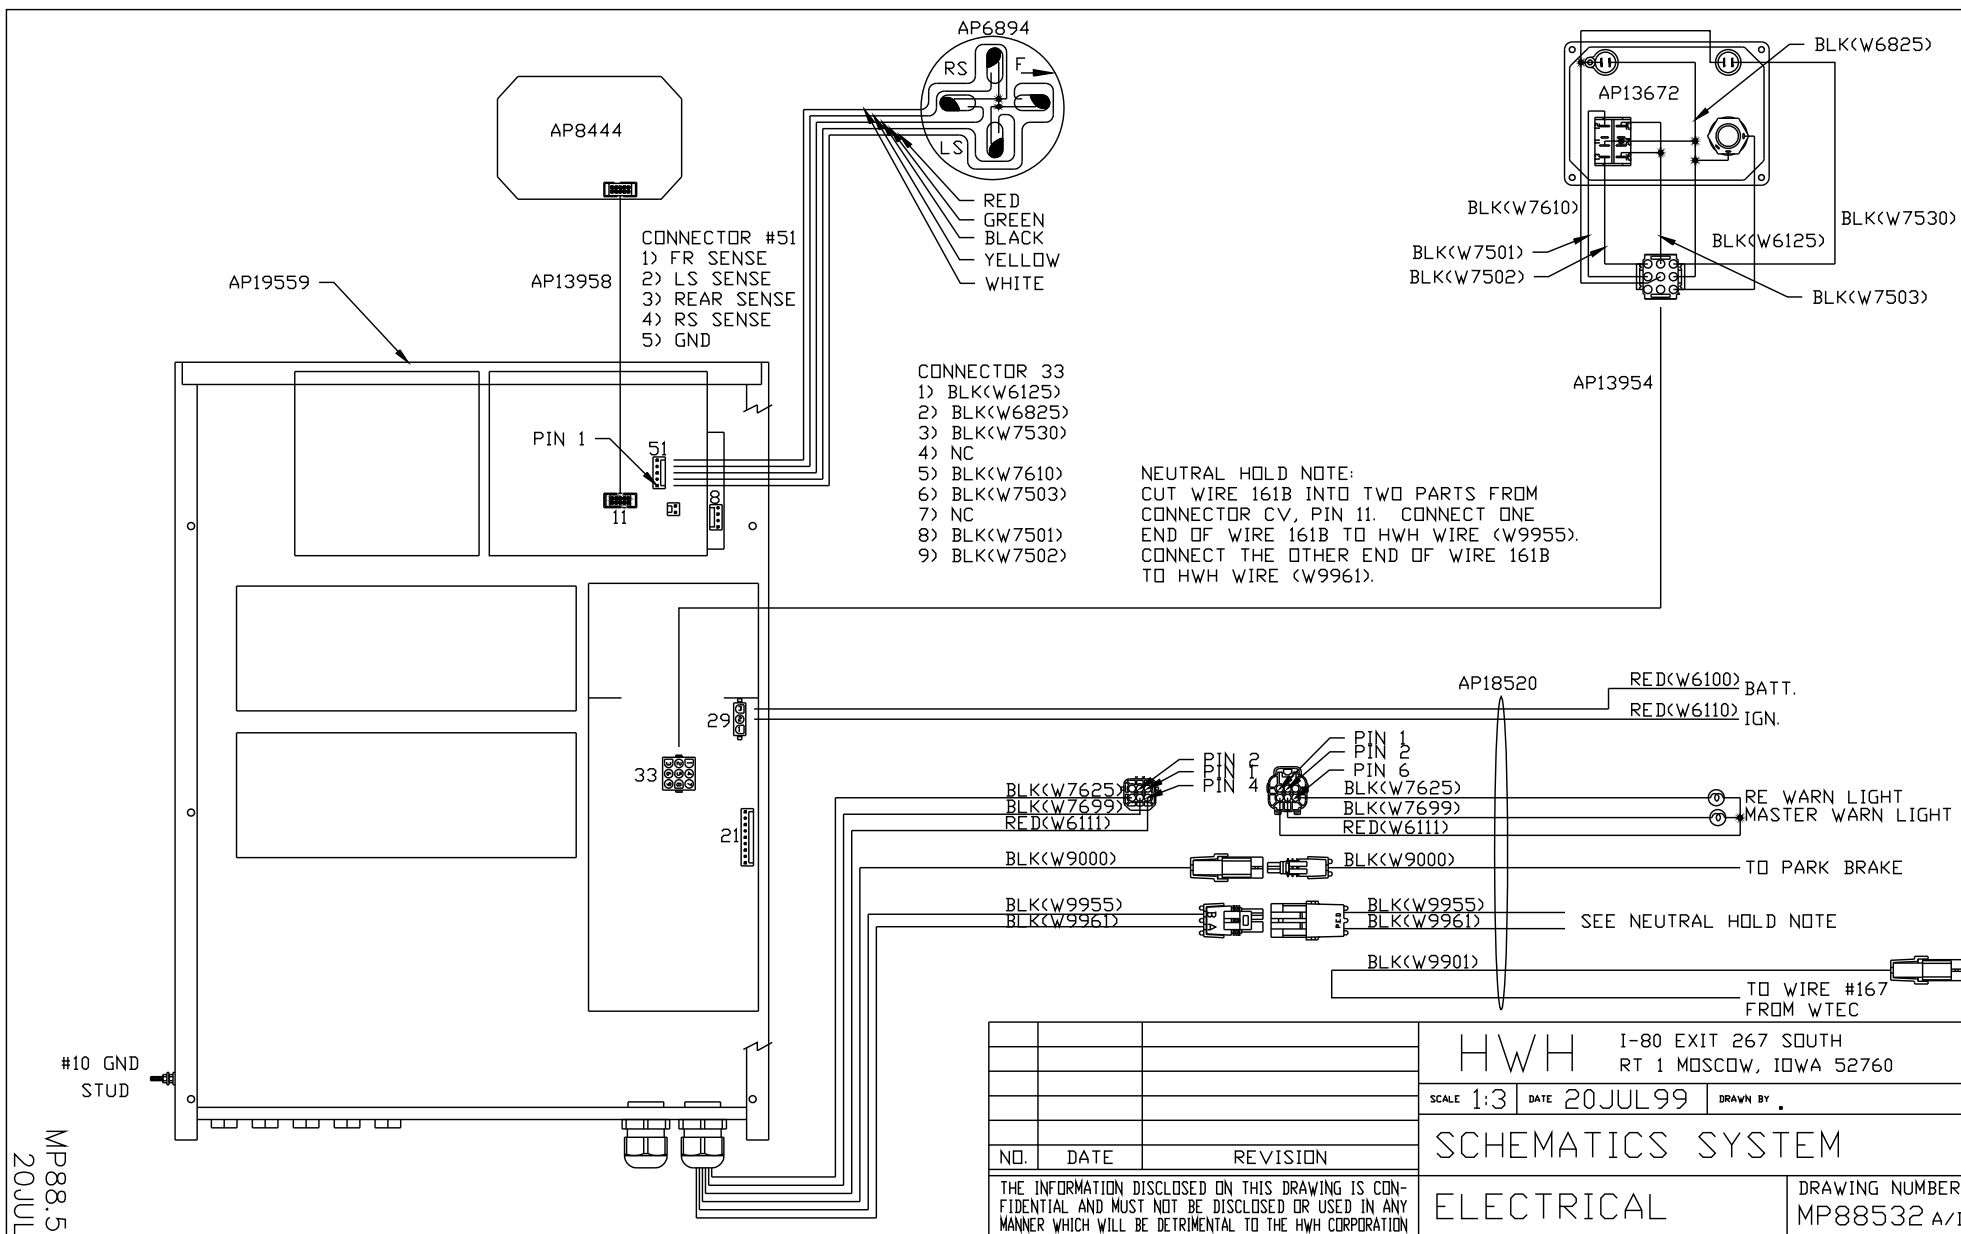 AP6894
RS
F
LS
AP8444
RED
GREEN
BLACK
YELLOW
WHITE
BLK(W6825)
AP13672
BLK(W7610)
BLK(W7530)
BLK(W7501)
BLK(W6125)
BLK(W7502)
BLK(W7503)
AP13954
CONNECTOR #51
1) FR SENSE
2) LS SENSE
3) REAR SENSE
4) RS SENSE
5) GND
AP19559
AP13958
PIN 1
51
11
CONNECTOR 33
1) BLK(W6125)
2) BLK(W6825)
3) BLK(W7530)
4) NC
5) BLK(W7610)
6) BLK(W7503)
7) NC
8) BLK(W7501)
9) BLK(W7502)
NEUTRAL HOLD NOTE:
CUT WIRE 161B INTO TWO PARTS FROM
CONNECTOR CV, PIN 11. CONNECT ONE
END OF WIRE 161B TO HWH WIRE (W9955).
CONNECT THE OTHER END OF WIRE 161B
TO HWH WIRE (W9961).
29
33
21
AP18520
RED(W6100) BATT.
RED(W6110) IGN.
PIN 2
PIN 1
PIN 4
PIN 1
PIN 2
PIN 6
BLK(W7625)
BLK(W7699)
RED(W6111)
BLK(W7625)
BLK(W7699)
RED(W6111)
RE WARN LIGHT
MASTER WARN LIGHT
BLK(W9000)
BLK(W9000)
TO PARK BRAKE
BLK(W9955)
BLK(W9961)
B
A
BLK(W9955)
BLK(W9961)
SEE NEUTRAL HOLD NOTE
BLK(W9901)
TO WIRE #167
FROM WTEC
#10 GND
STUD
MP88.5
20JUL
NO. DATE REVISION
THE INFORMATION DISCLOSED ON THIS DRAWING IS CON-
FIDENTIAL AND MUST NOT BE DISCLOSED OR USED IN ANY
MANNER WHICH WILL BE DETRIMENTAL TO THE HWH CORPORATION
HWH
I-80 EXIT 267 SOUTH
RT 1 MOSCOW, IOWA 52760
SCALE 1:3 DATE 20JUL99 DRAWN BY .
SCHEMATICS SYSTEM
ELECTRICAL
DRAWING NUMBER
MP88532